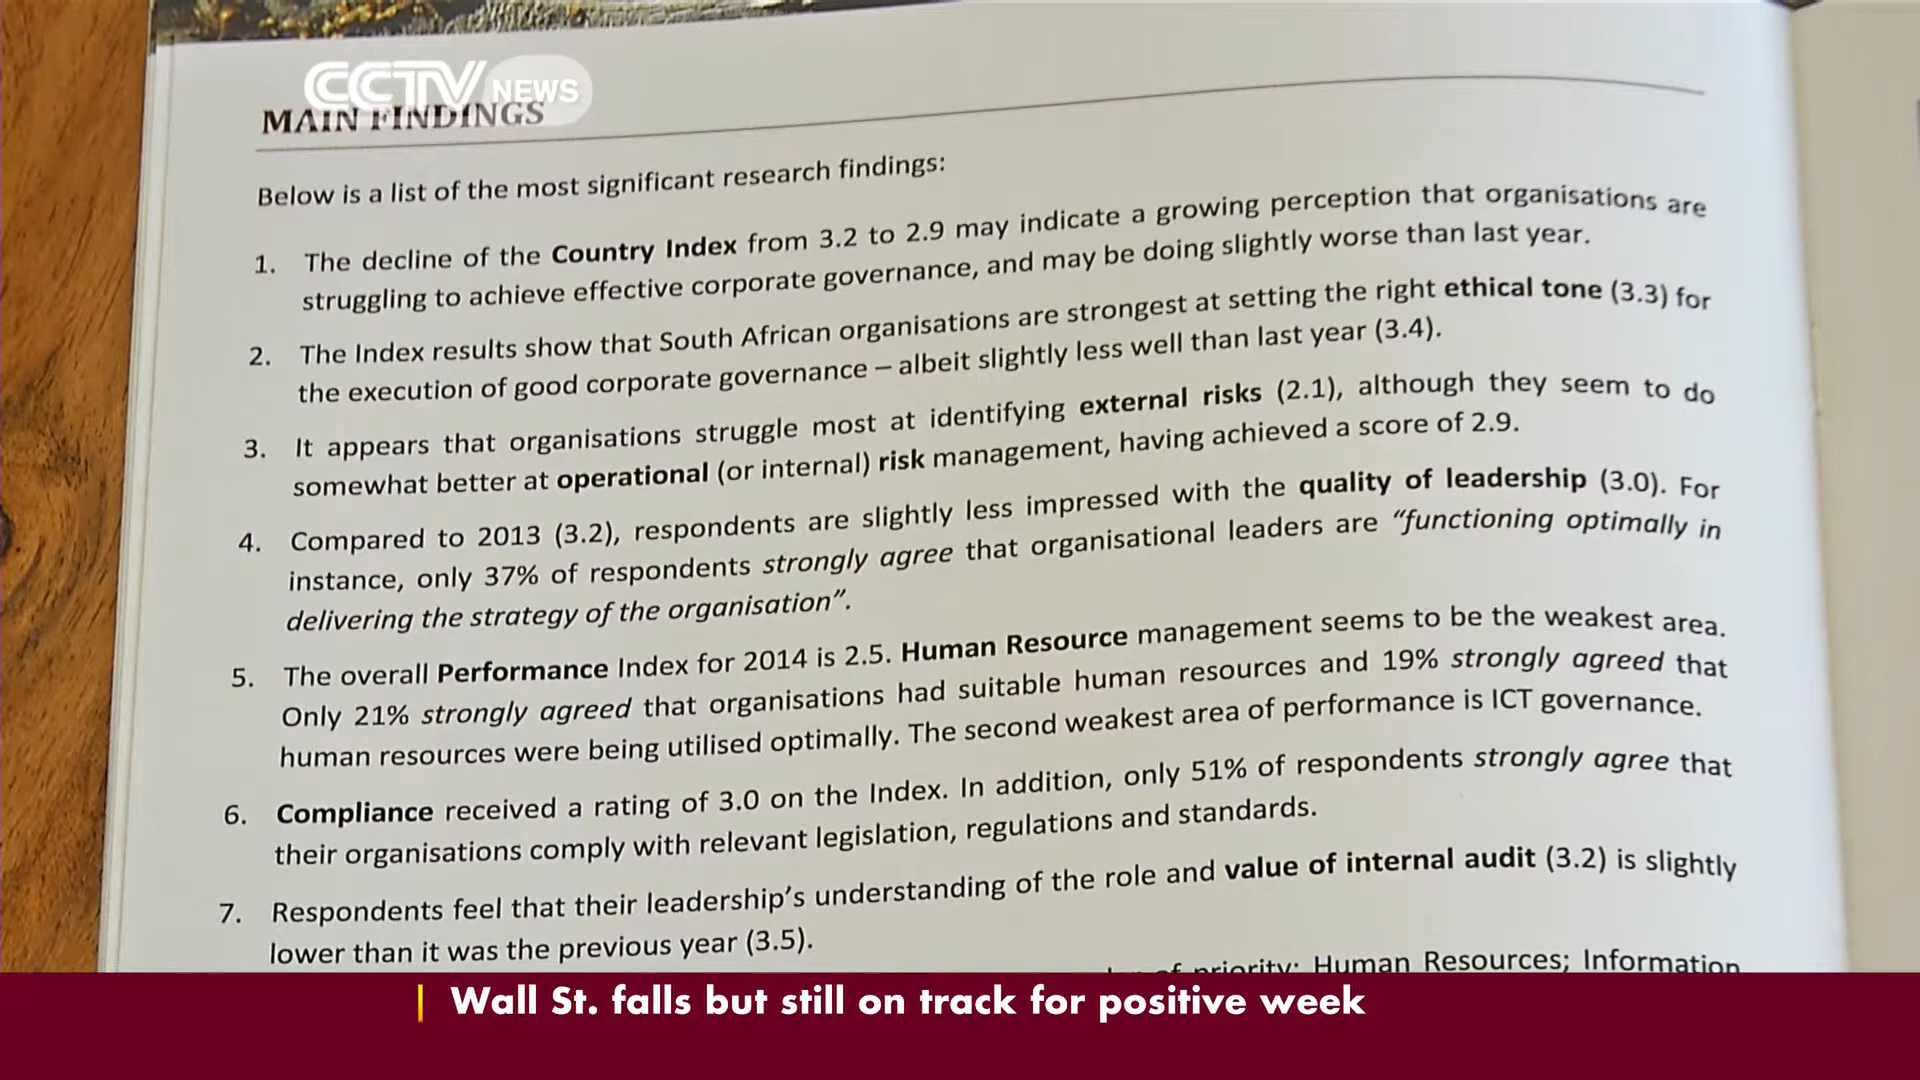 CCTV NEWS
MAIN FINDINGS
Below is a list of the most significant research findings:
1. The decline of the Country Index from 3.2 to 2.9 may indicate a growing perception that organisations are
struggling to achieve effective corporate governance, and may be doing slightly worse than last year.
2. The Index results show that South African organisations are strongest at setting the right ethical tone (3.3) for
the execution of good corporate governance – albeit slightly less well than last year (3.4).
3. It appears that organisations struggle most at identifying external risks (2.1), although they seem to do
somewhat better at operational (or internal) risk management, having achieved a score of 2.9.
4. Compared to 2013 (3.2), respondents are slightly less impressed with the quality of leadership (3.0). For
instance, only 37% of respondents strongly agree that organisational leaders are “functioning optimally in
delivering the strategy of the organisation”.
5. The overall Performance Index for 2014 is 2.5. Human Resource management seems to be the weakest area.
Only 21% strongly agreed that organisations had suitable human resources and 19% strongly agreed that
human resources were being utilised optimally. The second weakest area of performance is ICT governance.
6. Compliance received a rating of 3.0 on the Index. In addition, only 51% of respondents strongly agree that
their organisations comply with relevant legislation, regulations and standards.
7. Respondents feel that their leadership’s understanding of the role and value of internal audit (3.2) is slightly
lower than it was the previous year (3.5).
of priority: Human Resources; Information
Wall St. falls but still on track for positive week